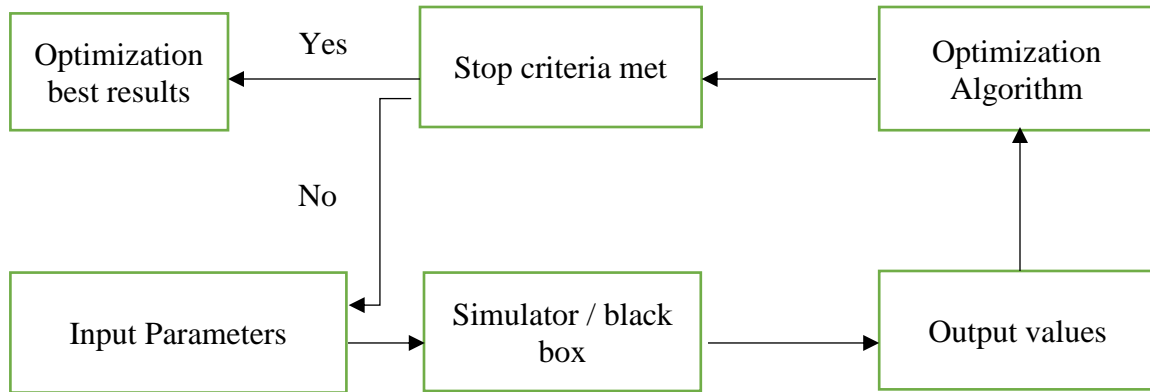 Optimization
best results
Yes
Stop criteria met
Optimization
Algorithm
No
Input Parameters
Simulator / black
box
Output values